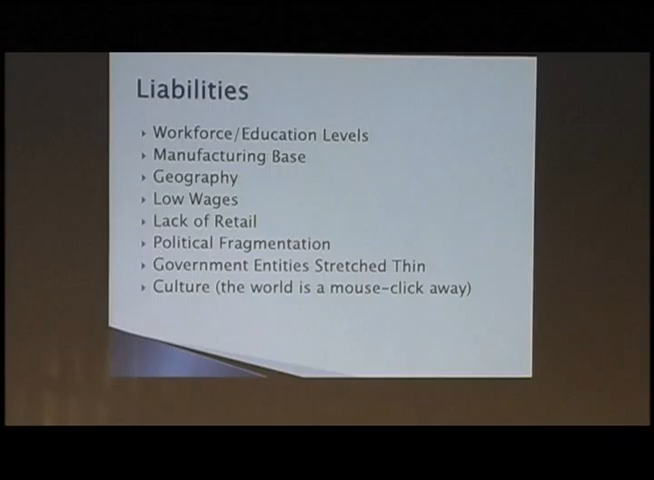 Liabilities
Workforce/Education Levels
Manufacturing Base
Geography
Low Wages
Lack of Retail
Political Fragmentation
Government Entities Stretched Thin
Culture (the world is a mouse-click away)